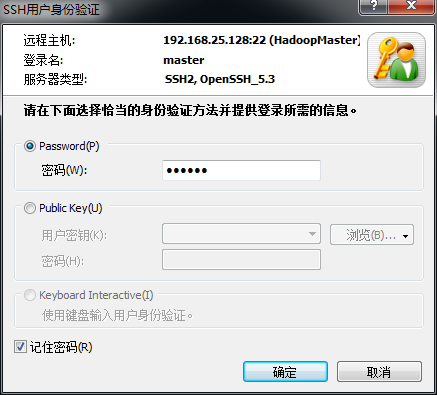 SSH用户身份验证
远程主机: 192.168.25.128:22 (HadoopMaster)
登录名: master
服务器类型: SSH2, OpenSSH_5.3
请在下面选择恰当的身份验证方法并提供登录所需的信息。
Password(P)
密码(W): ••••••
Public Key(U)
用户密钥(K): 浏览(B)...
密码(H):
Keyboard Interactive(I)
使用键盘输入用户身份验证。
记住密码(R)
确定 取消